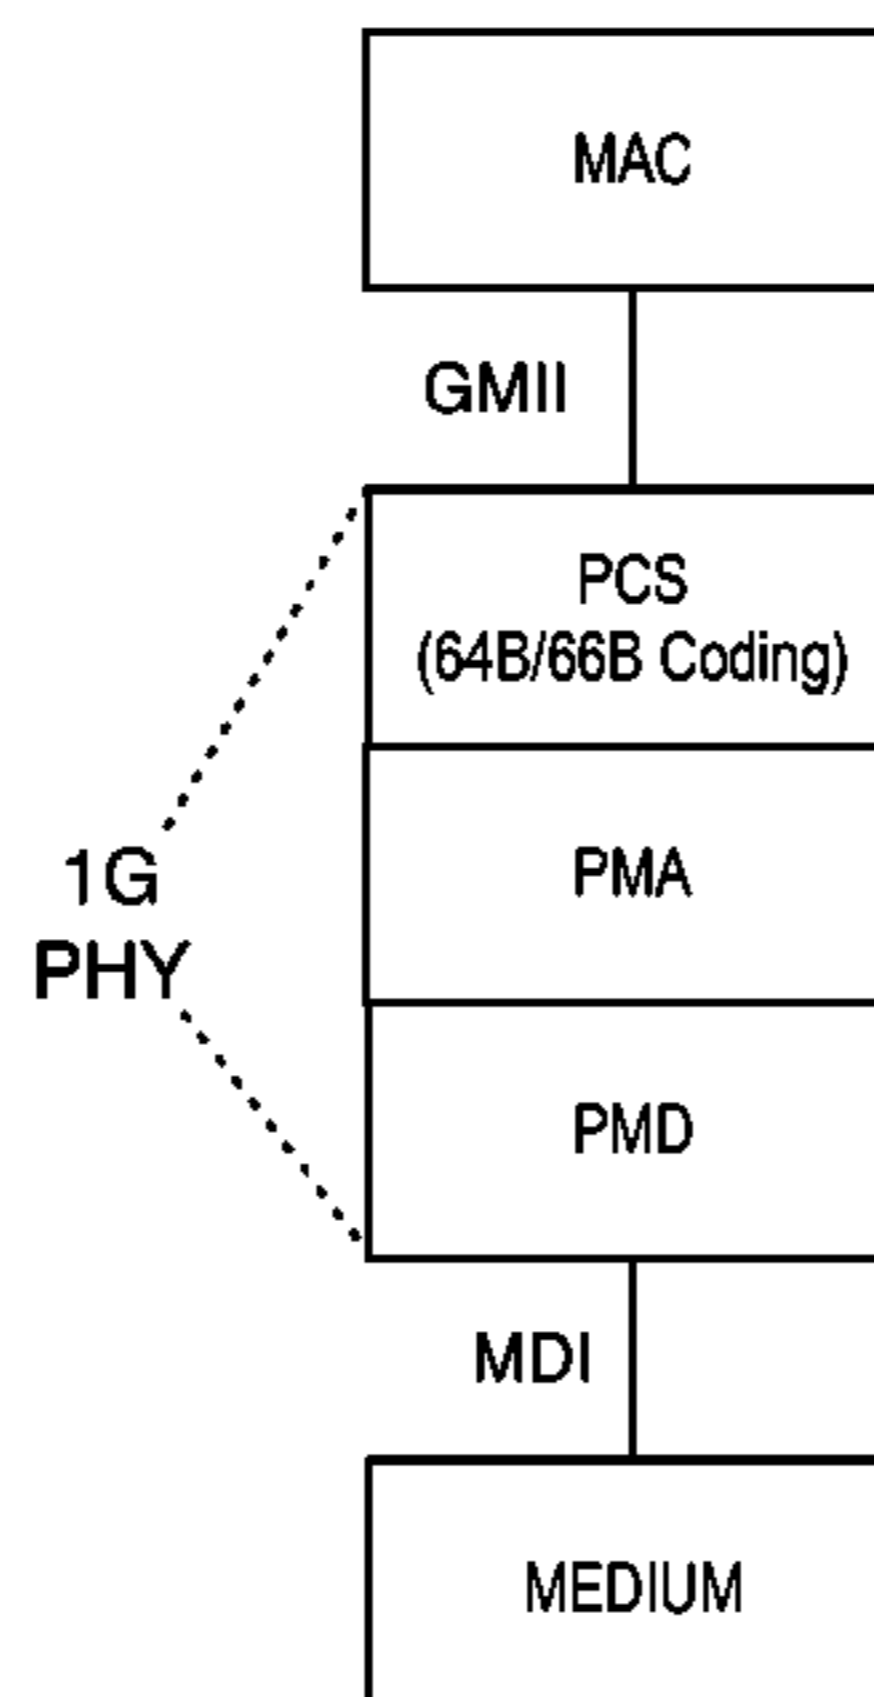 MAC
GMII
PCS
(64B/66B Coding)
1G
PHY
PMA
PMD
MDI
MEDIUM